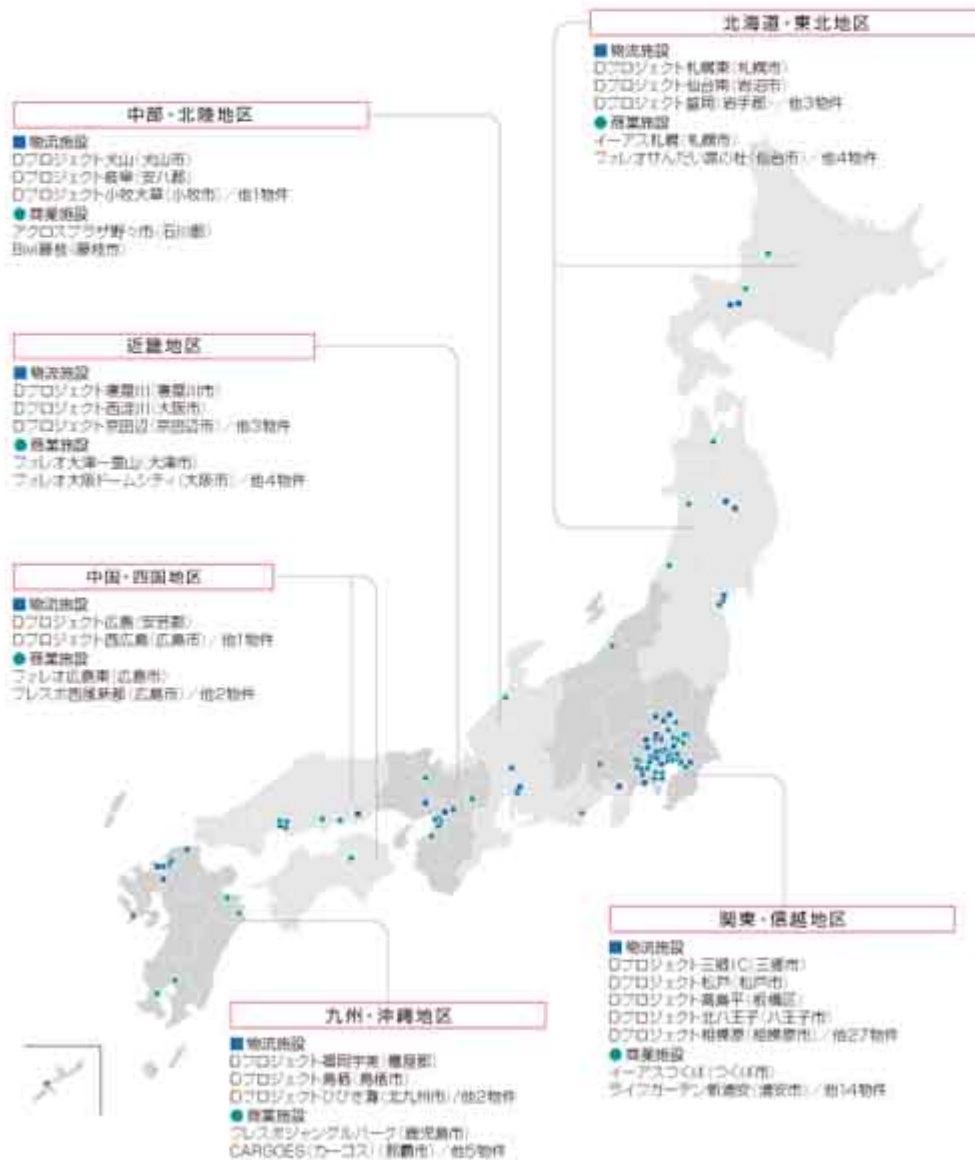 北海道・東北地区
■物流施設
Dプロジェクト札幌東(札幌市)
Dプロジェクト仙台南(岩沼市)
Dプロジェクト盛岡(岩手郡)／他3物件
●商業施設
イーアス札幌(札幌市)
フォレオせんだい宮の杜(仙台市)／他4物件
中部・北陸地区
■物流施設
Dプロジェクト犬山(犬山市)
Dプロジェクト岐阜(安八郡)
Dプロジェクト小牧大草(小牧市)／他1物件
●商業施設
アクロスプラザ野々市(石川郡)
BiVi藤枝(藤枝市)
近畿地区
■物流施設
Dプロジェクト寝屋川(寝屋川市)
Dプロジェクト西淀川(大阪市)
Dプロジェクト京田辺(京田辺市)／他3物件
●商業施設
フォレオ大津一里山(大津市)
フォレオ大阪ドームシティ(大阪市)／他4物件
中国・四国地区
■物流施設
Dプロジェクト広島(安芸郡)
Dプロジェクト西広島(広島市)／他1物件
●商業施設
フォレオ広島東(広島市)
フレスポ西風新都(広島市)／他2物件
関東・信越地区
■物流施設
Dプロジェクト三郷IC(三郷市)
Dプロジェクト松戸(松戸市)
Dプロジェクト高島平(板橋区)
Dプロジェクト北八王子(八王子市)
Dプロジェクト相模原(相模原市)／他27物件
●商業施設
イーアスつくば(つくば市)
ライフガーデン新浦安(浦安市)／他14物件
九州・沖縄地区
■物流施設
Dプロジェクト福岡宇美(糟屋郡)
Dプロジェクト鳥栖(鳥栖市)
Dプロジェクトひびき灘(北九州市)／他2物件
●商業施設
フレスポジャングルパーク(鹿児島市)
CARGOES(カーゴス)(那覇市)／他5物件